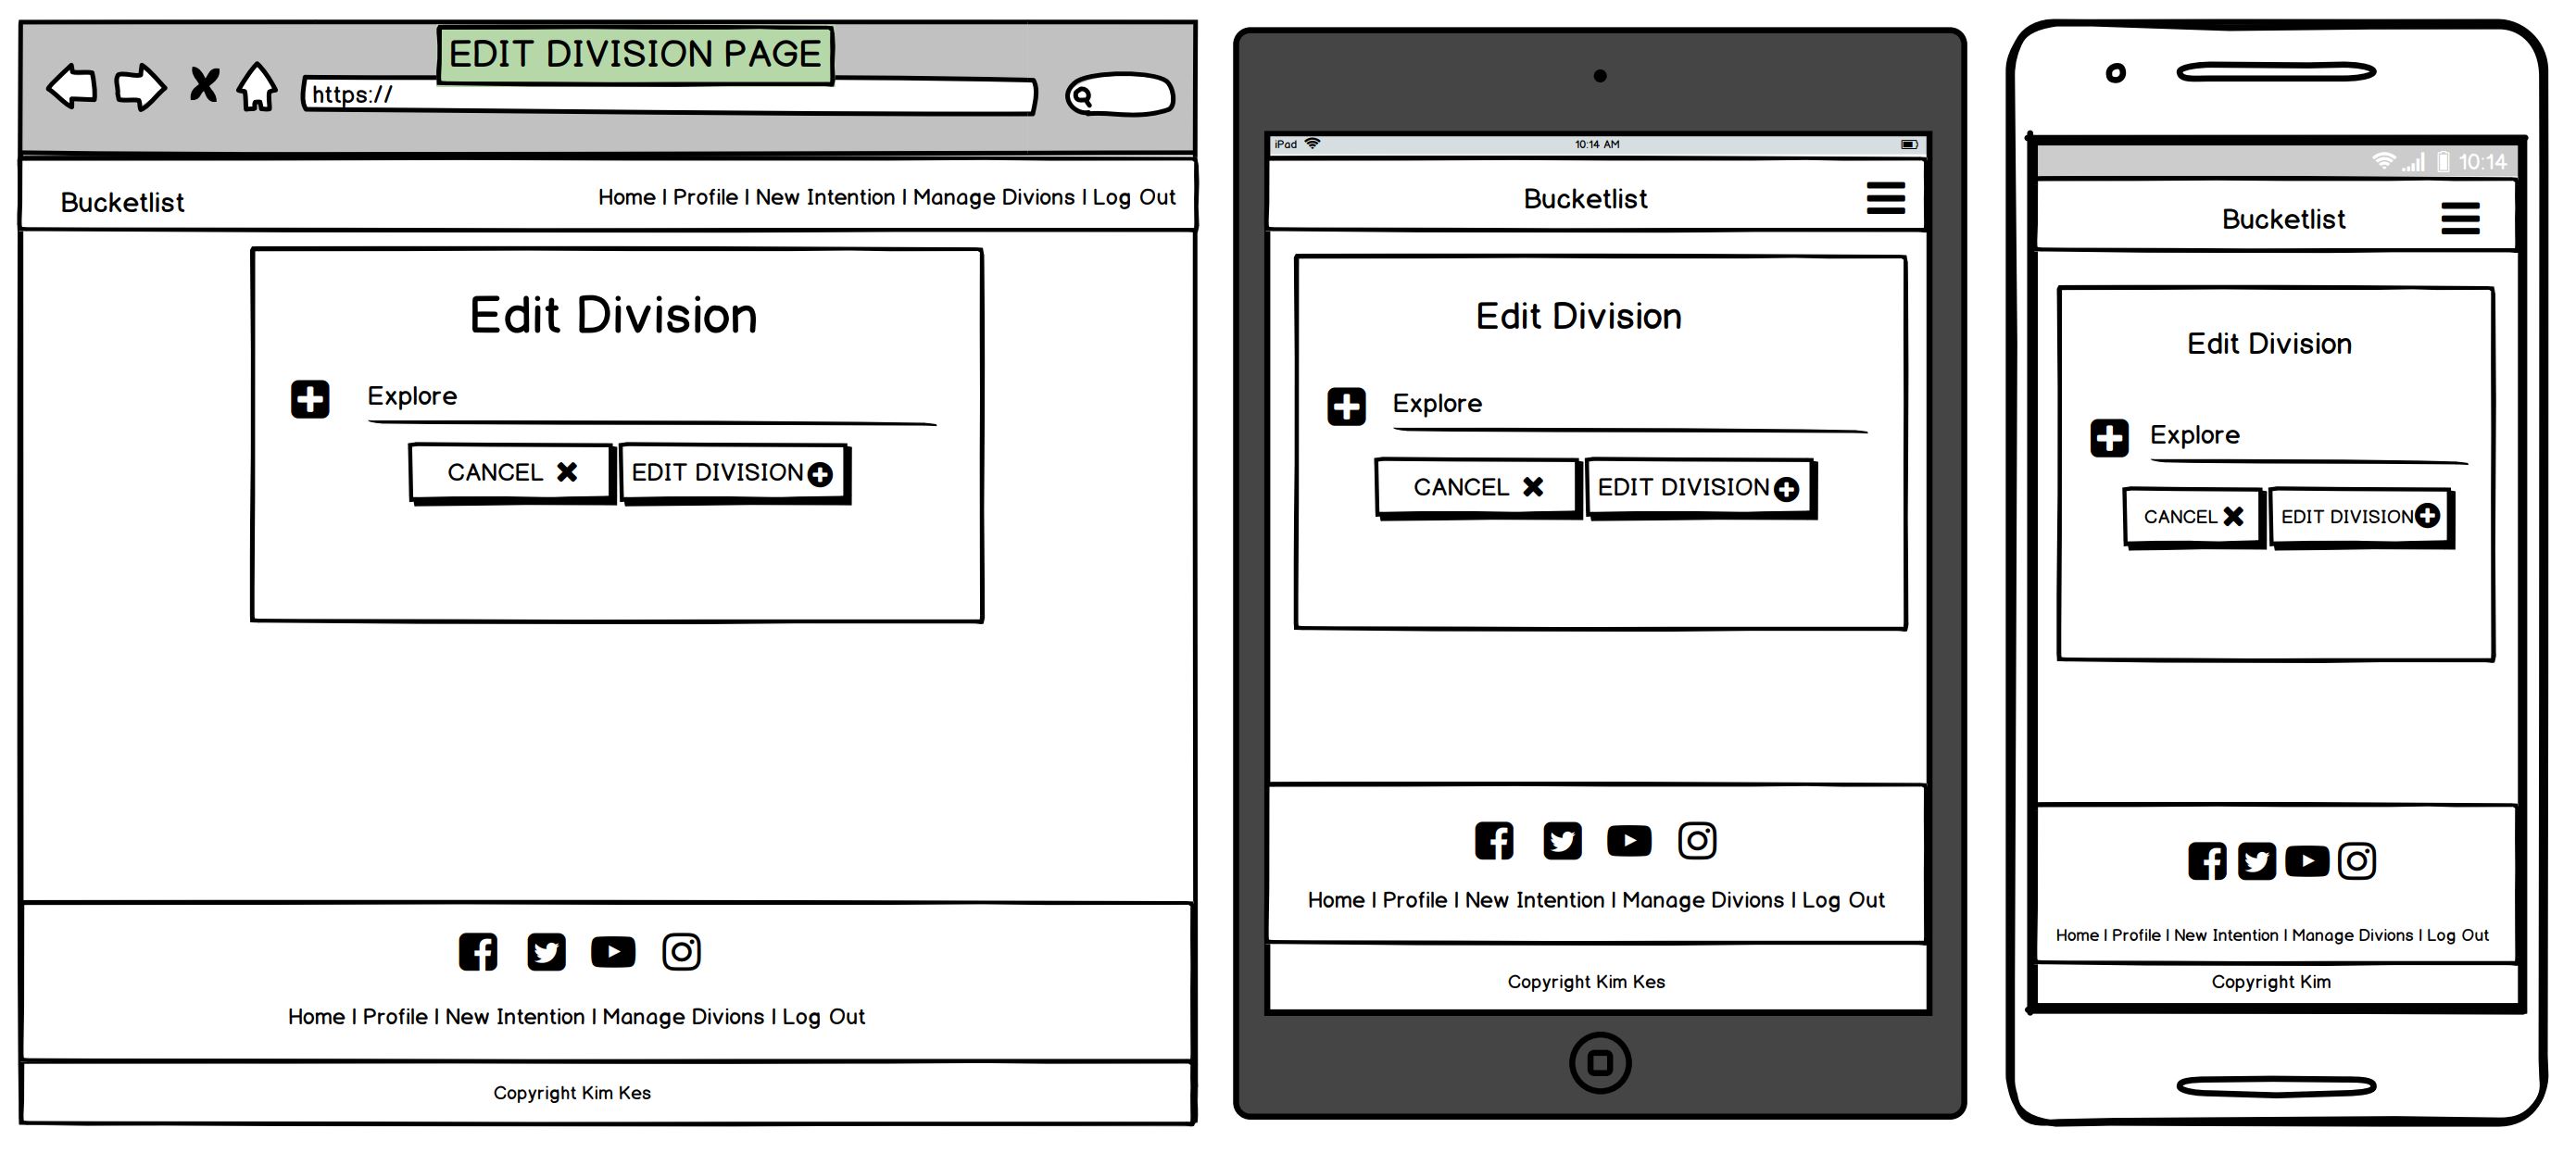 EDIT DIVISION PAGE
https://
Bucketlist
Home | Profile | New Intention | Manage Divions | Log Out
Edit Division
Explore
CANCEL
EDIT DIVISION
Home | Profile | New Intention | Manage Divions | Log Out
Copyright Kim Kes
iPad
10:14 AM
Bucketlist
Edit Division
Explore
CANCEL
EDIT DIVISION
Home | Profile | New Intention | Manage Divions | Log Out
Copyright Kim Kes
10:14
Bucketlist
Edit Division
Explore
CANCEL
EDIT DIVISION
Home | Profile | New Intention | Manage Divions | Log Out
Copyright Kim